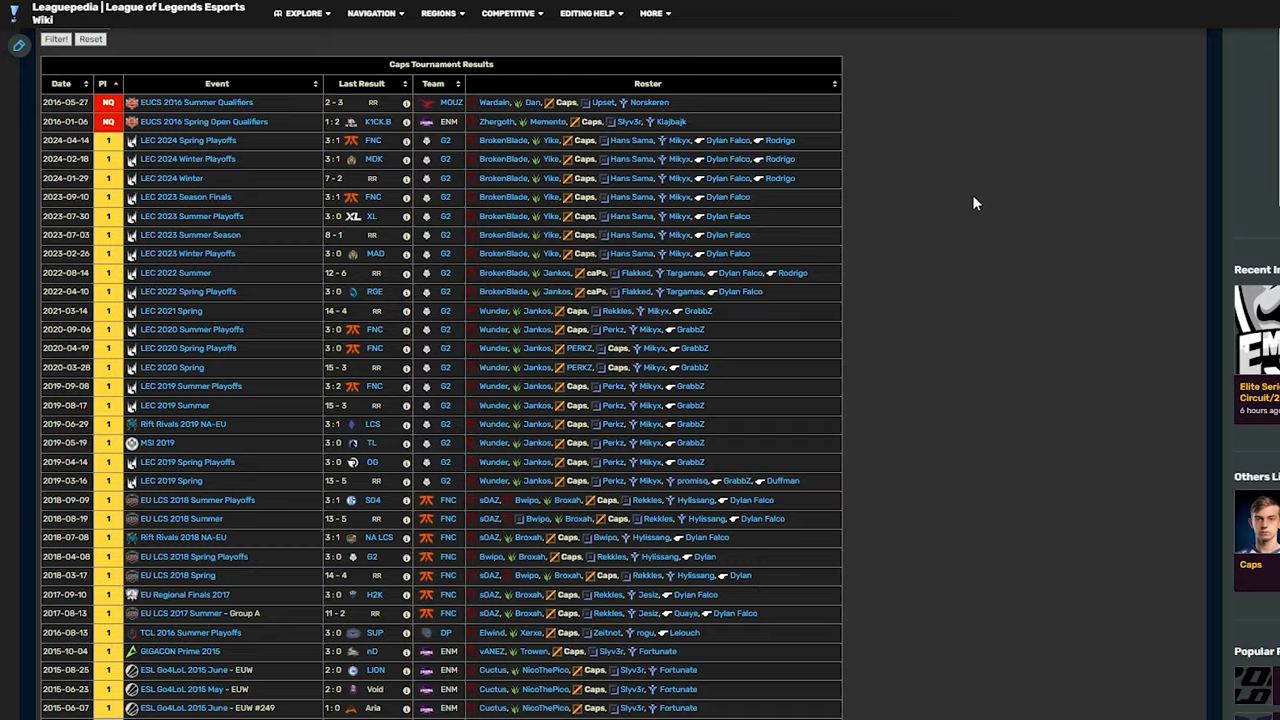 Leaguepedia | League of Legends Esports Wiki
EXPLORE NAVIGATION REGIONS COMPETITIVE EDITING HELP MORE
Filter! Reset
Caps Tournament Results
Date Pl Event Last Result Team Roster
2016-05-27 NQ EUCS 2016 Summer Qualifiers 2 - 3 RR MOUZ Wardain, Dan, Caps, Upset, Norskeren
2016-01-06 NQ EUCS 2016 Spring Open Qualifiers 1 : 2 K1CK.B ENM Zhergoth, Memento, Caps, Slyv3r, Klajbajk
2024-04-14 1 LEC 2024 Spring Playoffs 3 : 1 FNC G2 BrokenBlade, Yike, Caps, Hans Sama, Mikyx, Dylan Falco, Rodrigo
2024-02-18 1 LEC 2024 Winter Playoffs 3 : 1 MDK G2 BrokenBlade, Yike, Caps, Hans Sama, Mikyx, Dylan Falco, Rodrigo
2024-01-29 1 LEC 2024 Winter 7 - 2 RR G2 BrokenBlade, Yike, Caps, Hans Sama, Mikyx, Dylan Falco, Rodrigo
2023-09-10 1 LEC 2023 Season Finals 3 : 1 FNC G2 BrokenBlade, Yike, Caps, Hans Sama, Mikyx, Dylan Falco
2023-07-30 1 LEC 2023 Summer Playoffs 3 : 0 XL XL G2 BrokenBlade, Yike, Caps, Hans Sama, Mikyx, Dylan Falco
2023-07-03 1 LEC 2023 Summer Season 8 - 1 RR G2 BrokenBlade, Yike, Caps, Hans Sama, Mikyx, Dylan Falco
2023-02-26 1 LEC 2023 Winter Playoffs 3 : 0 MAD G2 BrokenBlade, Yike, Caps, Hans Sama, Mikyx, Dylan Falco
2022-08-14 1 LEC 2022 Summer 12 - 6 RR G2 BrokenBlade, Jankos, caPs, Flakked, Targamas, Dylan Falco, Rodrigo
2022-04-10 1 LEC 2022 Spring Playoffs 3 : 0 RGE G2 BrokenBlade, Jankos, caPs, Flakked, Targamas, Dylan Falco
2021-03-14 1 LEC 2021 Spring 14 - 4 RR G2 Wunder, Jankos, Caps, Rekkles, Mikyx, GrabbZ
2020-09-06 1 LEC 2020 Summer Playoffs 3 : 0 FNC G2 Wunder, Jankos, Caps, Perkz, Mikyx, GrabbZ
2020-04-19 1 LEC 2020 Spring Playoffs 3 : 0 FNC G2 Wunder, Jankos, PERKZ, Caps, Mikyx, GrabbZ
2020-03-28 1 LEC 2020 Spring 15 - 3 RR G2 Wunder, Jankos, PERKZ, Caps, Mikyx, GrabbZ
2019-09-08 1 LEC 2019 Summer Playoffs 3 : 2 FNC G2 Wunder, Jankos, Caps, Perkz, Mikyx, GrabbZ
2019-08-17 1 LEC 2019 Summer 15 - 3 RR G2 Wunder, Jankos, Caps, Perkz, Mikyx, GrabbZ
2019-06-29 1 Rift Rivals 2019 NA-EU 3 : 1 LCS G2 Wunder, Jankos, Caps, Perkz, Mikyx, GrabbZ
2019-05-19 1 MSI 2019 3 : 0 TL G2 Wunder, Jankos, Caps, Perkz, Mikyx, GrabbZ
2019-04-14 1 LEC 2019 Spring Playoffs 3 : 0 OG G2 Wunder, Jankos, Caps, Perkz, Mikyx, GrabbZ
2019-03-16 1 LEC 2019 Spring 13 - 5 RR G2 Wunder, Jankos, Caps, Perkz, Mikyx, promisq, GrabbZ, Duffman
2018-09-09 1 EU LCS 2018 Summer Playoffs 3 : 1 S04 FNC sOAZ, Bwipo, Broxah, Caps, Rekkles, Hylissang, Dylan Falco
2018-08-19 1 EU LCS 2018 Summer 13 - 5 RR FNC sOAZ, Bwipo, Broxah, Caps, Rekkles, Hylissang, Dylan Falco
2018-07-08 1 Rift Rivals 2018 NA-EU 3 : 1 NA LCS FNC sOAZ, Broxah, Caps, Bwipo, Hylissang, Dylan Falco
2018-04-08 1 EU LCS 2018 Spring Playoffs 3 : 0 G2 FNC Bwipo, Broxah, Caps, Rekkles, Hylissang, Dylan
2018-03-17 1 EU LCS 2018 Spring 14 - 4 RR FNC sOAZ, Bwipo, Broxah, Caps, Rekkles, Hylissang, Dylan
2017-09-10 1 EU Regional Finals 2017 3 : 0 H2K FNC sOAZ, Broxah, Caps, Rekkles, Jesiz, Dylan Falco
2017-08-13 1 EU LCS 2017 Summer - Group A 11 - 2 RR FNC sOAZ, Broxah, Caps, Rekkles, Jesiz, Quaye, Dylan Falco
2016-08-13 1 TCL 2016 Summer Playoffs 3 : 0 SUP DP Elwind, Xerxe, Caps, Zeitnot, rogu, Lelouch
2015-10-04 1 GIGACON Prime 2015 3 : 0 nD ENM vANEZ, Trowen, Caps, Slyv3r, Fortunate
2015-08-25 1 ESL Go4LoL 2015 June - EUW 2 : 0 LION ENM Cuctus, NicoThePico, Caps, Slyv3r, Fortunate
2015-06-23 1 ESL Go4LoL 2015 May - EUW 2 : 0 Void ENM Cuctus, NicoThePico, Caps, Slyv3r, Fortunate
2015-06-07 1 ESL Go4LoL 2015 June - EUW #249 1 : 0 Aria ENM Cuctus, NicoThePico, Caps, Slyv3r, Fortunate
Recent In
EM
Elite Serie
Circuit/2
6 hours ago
Others Li
Caps
Popular P